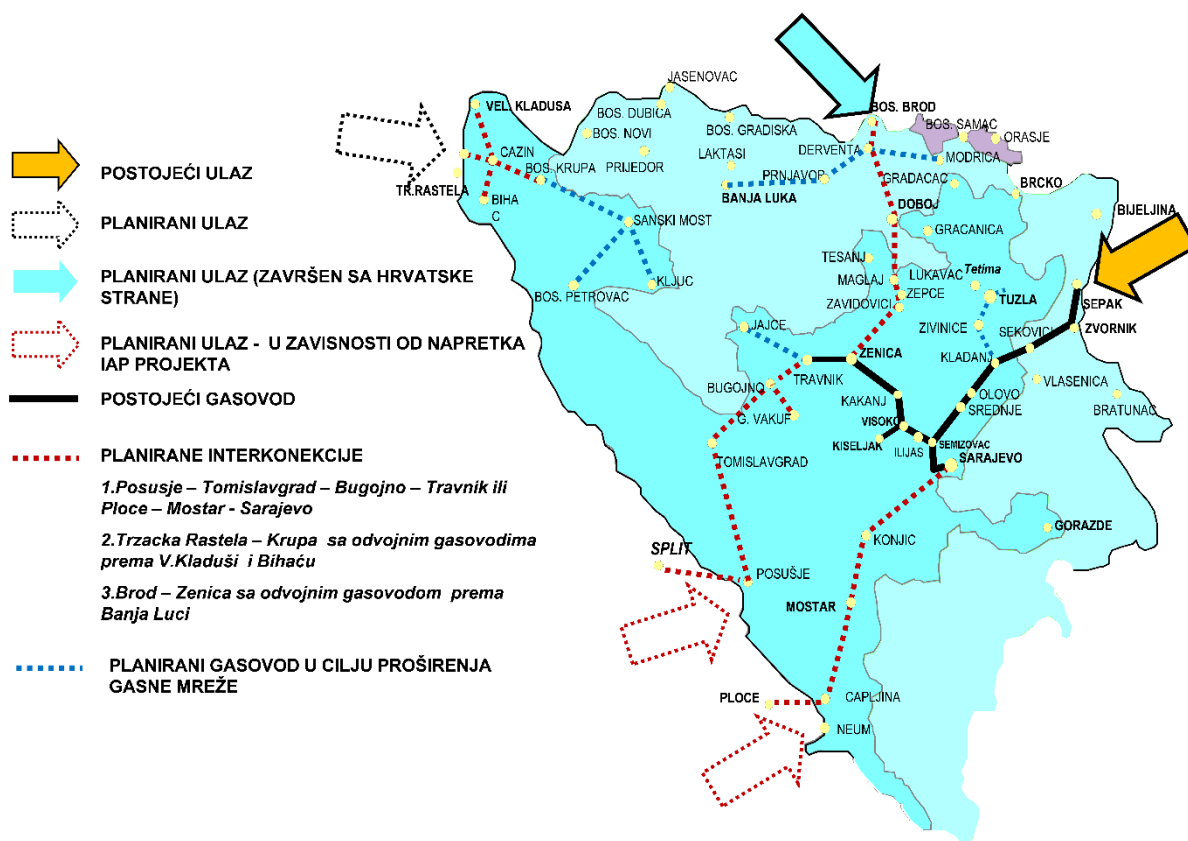 POSTOJEĆI ULAZ
PLANIRANI ULAZ
PLANIRANI ULAZ (ZAVRŠEN SA HRVATSKE
STRANE)
PLANIRANI ULAZ - U ZAVISNOSTI OD NAPRETKA
IAP PROJEKTA
POSTOJEĆI GASOVOD
PLANIRANE INTERKONEKCIJE
1.Posusje – Tomislavgrad – Bugojno – Travnik ili
Ploce – Mostar - Sarajevo
2.Trzacka Rastela – Krupa sa odvojnim gasovodima
prema V.Kladuši i Bihaću
3.Brod – Zenica sa odvojnim gasovodom prema
Banja Luci
PLANIRANI GASOVOD U CILJU PROŠIRENJA
GASNE MREŽE
JASENOVAC
VEL. KLADUSA
BOS. DUBICA
BOS. BROD
BOS. SAMAC
ORASJE
BOS. NOVI
BOS. GRADISKA
CAZIN
PRIJEDOR
LAKTASI
DERVENTA
MODRICA
BOS. KRUPA
PRNJAVOR
GRADACAC
TR.RASTELA
BANJA LUKA
BRCKO
BIHA
C
SANSKI MOST
DOBOJ
BIJELJINA
GRACANICA
TESANJ
MAGLAJ
LUKAVAC
Tetima
BOS. PETROVAC
KLJUC
ZEPCE
TUZLA
SEPAK
ZAVIDOVICI
JAJCE
ZIVINICE
SEKOVICI
ZVORNIK
ZENICA
KLADANJ
TRAVNIK
BUGOJNO
VLASENICA
KAKANJ
OLOVO
BRATUNAC
G. VAKUF
SREDNJE
VISOKO
KISELJAK
ILIJAS
SEMIZOVAC
TOMISLAVGRAD
SARAJEVO
GORAZDE
KONJIC
SPLIT
POSUŠJE
MOSTAR
PLOCE
CAPLJINA
NEUM